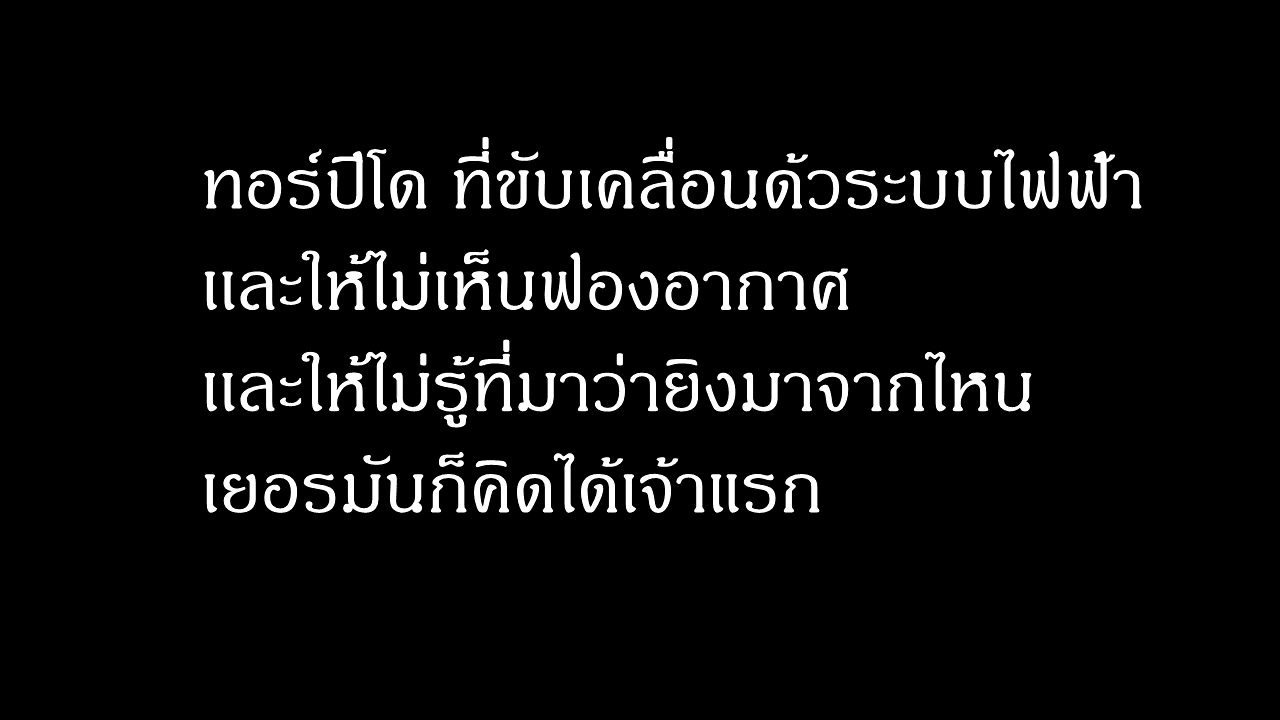 ทอร์ปีโด ที่ขับเคลื่อนด้วระบบไฟฟ้า
และให้ไม่เห็นฟองอากาศ
และให้ไม่รู้ที่มาว่ายิงมาจากไหน
เยอรมันก็คิดได้เจ้าแรก